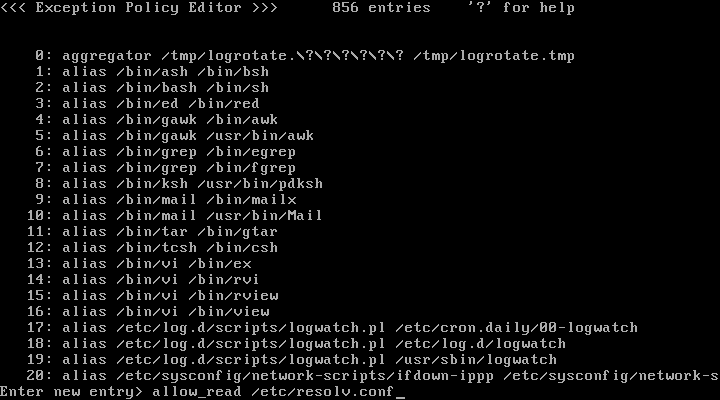 <<< Exception Policy Editor >>>      856 entries    '?' for help
0: aggregator /tmp/logrotate.\?\?\?\?\?\? /tmp/logrotate.tmp
1: alias /bin/ash /bin/bsh
2: alias /bin/bash /bin/sh
3: alias /bin/ed /bin/red
4: alias /bin/gawk /bin/awk
5: alias /bin/gawk /usr/bin/awk
6: alias /bin/grep /bin/egrep
7: alias /bin/grep /bin/fgrep
8: alias /bin/ksh /usr/bin/pdksh
9: alias /bin/mail /bin/mailx
10: alias /bin/mail /usr/bin/Mail
11: alias /bin/tar /bin/gtar
12: alias /bin/tcsh /bin/csh
13: alias /bin/vi /bin/ex
14: alias /bin/vi /bin/rvi
15: alias /bin/vi /bin/rview
16: alias /bin/vi /bin/view
17: alias /etc/log.d/scripts/logwatch.pl /etc/cron.daily/00-logwatch
18: alias /etc/log.d/scripts/logwatch.pl /etc/log.d/logwatch
19: alias /etc/log.d/scripts/logwatch.pl /usr/sbin/logwatch
20: alias /etc/sysconfig/network-scripts/ifdown-ippp /etc/sysconfig/network-s
Enter new entry> allow_read /etc/resolv.conf_